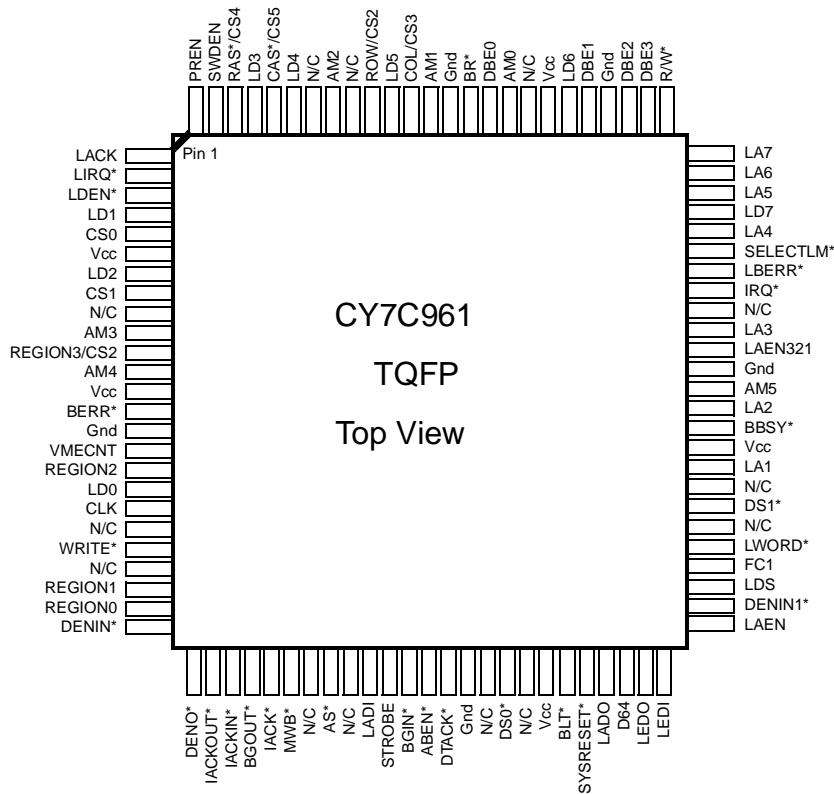 PREN
SWDEN
RAS*/CS4
LD3
CAS*/CS5
LD4
N/C
AM2
N/C
ROW/CS2
LD5
COL/CS3
AM1
Gnd
BR*
DBE0
AM0
N/C
Vcc
LD6
DBE1
Gnd
DBE2
DBE3
R/W*
Pin 1
LACK
LIRQ*
LDEN*
LD1
CS0
Vcc
LD2
CS1
N/C
AM3
REGION3/CS2
AM4
Vcc
BERR*
Gnd
VMECNT
REGION2
LD0
CLK
N/C
WRITE*
N/C
REGION1
REGION0
DENIN*
CY7C961
TQFP
Top View
LA7
LA6
LA5
LD7
LA4
SELECTLM*
LBERR*
IRQ*
N/C
LA3
LAEN321
Gnd
AM5
LA2
BBSY*
Vcc
LA1
N/C
DS1*
N/C
LWORD*
FC1
LDS
DENIN1*
LAEN
DENO*
IACKOUT*
IACKIN*
BGOUT*
IACK*
MWB*
N/C
AS*
N/C
LADI
STROBE
BGIN*
ABEN*
DTACK*
Gnd
N/C
DS0*
N/C
Vcc
BLT*
SYSRESET*
LADO
D64
LEDO
LEDI